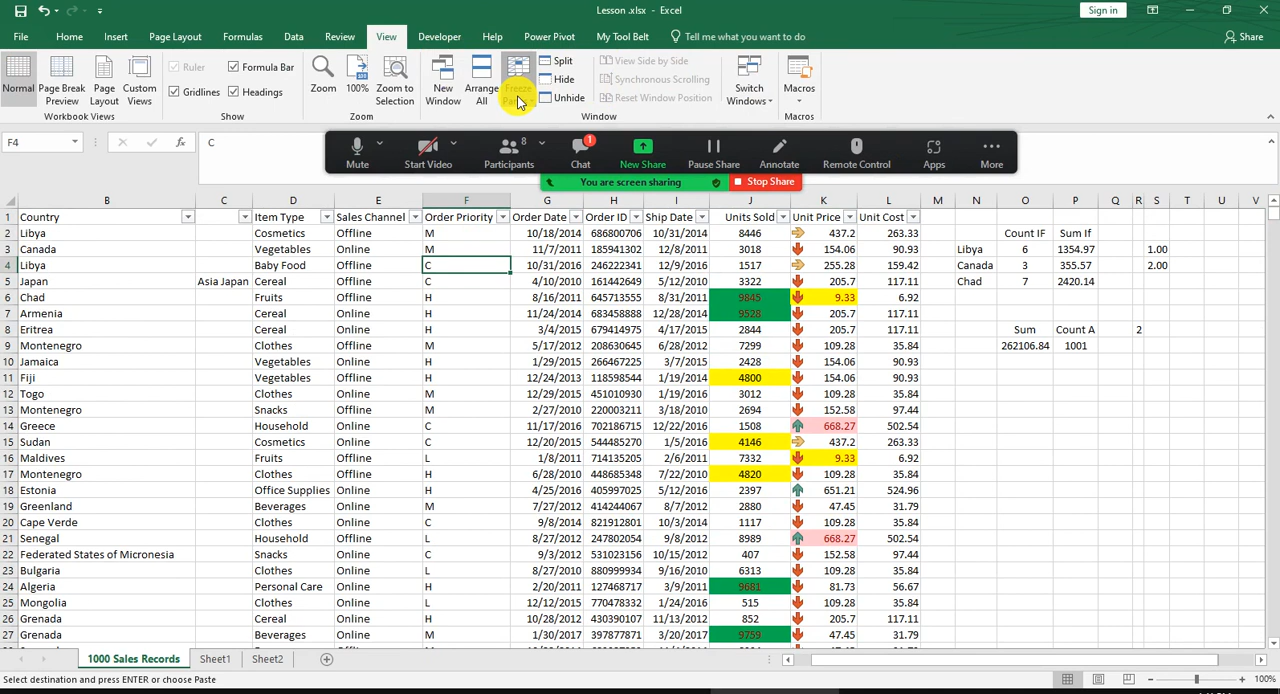 Lesson .xlsx - Excel
Sign in
File Home Insert Page Layout Formulas Data Review View Developer Help Power Pivot My Tool Belt Tell me what you want to do Share
Normal Page Break Preview Page Layout Custom Views
Workbook Views
Ruler Formula Bar
Gridlines Headings
Show
Zoom 100% Zoom to Selection
Zoom
New Window Arrange All Freeze
Split
Hide
Unhide
View Side by Side
Synchronous Scrolling
Reset Window Position
Window
Switch Windows
Macros
Macros
F4 fx C
Mute Start Video Participants 8 Chat 1 New Share Pause Share Annotate Remote Control Apps More
You are screen sharing Stop Share
B C D E F G H I J K L M N O P Q R S T U V
1 Country Item Type Sales Channel Order Priority Order Date Order ID Ship Date Units Sold Unit Price Unit Cost
2 Libya Cosmetics Offline M 10/18/2014 686800706 10/31/2014 8446 437.2 263.33 Count IF Sum If
3 Canada Vegetables Online M 11/7/2011 185941302 12/8/2011 3018 154.06 90.93 Libya 6 1354.97 1.00
4 Libya Baby Food Offline C 10/31/2016 246222341 12/9/2016 1517 255.28 159.42 Canada 3 355.57 2.00
5 Japan Asia Japan Cereal Offline C 4/10/2010 161442649 5/12/2010 3322 205.7 117.11 Chad 7 2420.14
6 Chad Fruits Offline H 8/16/2011 645713555 8/31/2011 9845 9.33 6.92
7 Armenia Cereal Online H 11/24/2014 683458888 12/28/2014 9528 205.7 117.11
8 Eritrea Cereal Online H 3/4/2015 679414975 4/17/2015 2844 205.7 117.11 Sum Count A 2
9 Montenegro Clothes Offline M 5/17/2012 208630645 6/28/2012 7299 109.28 35.84 262106.84 1001
10 Jamaica Vegetables Online H 1/29/2015 266467225 3/7/2015 2428 154.06 90.93
11 Fiji Vegetables Offline H 12/24/2013 118598544 1/19/2014 4800 154.06 90.93
12 Togo Clothes Online M 12/29/2015 451010930 1/19/2016 3012 109.28 35.84
13 Montenegro Snacks Offline M 2/27/2010 220003211 3/18/2010 2694 152.58 97.44
14 Greece Household Online C 11/17/2016 702186715 12/22/2016 1508 668.27 502.54
15 Sudan Cosmetics Online C 12/20/2015 544485270 1/5/2016 4146 437.2 263.33
16 Maldives Fruits Offline L 1/8/2011 714135205 2/6/2011 7332 9.33 6.92
17 Montenegro Clothes Offline H 6/28/2010 448685348 7/22/2010 4820 109.28 35.84
18 Estonia Office Supplies Online H 4/25/2016 405997025 5/12/2016 2397 651.21 524.96
19 Greenland Beverages Online M 7/27/2012 414244067 8/7/2012 2880 47.45 31.79
20 Cape Verde Clothes Online C 9/8/2014 821912801 10/3/2014 1117 109.28 35.84
21 Senegal Household Offline L 8/27/2012 247802054 9/8/2012 8989 668.27 502.54
22 Federated States of Micronesia Snacks Online C 9/3/2012 531023156 10/15/2012 407 152.58 97.44
23 Bulgaria Clothes Online L 8/27/2010 880999934 9/16/2010 6313 109.28 35.84
24 Algeria Personal Care Online H 2/20/2011 127468717 3/9/2011 9681 81.73 56.67
25 Mongolia Clothes Online L 12/12/2015 770478332 1/24/2016 515 109.28 35.84
26 Grenada Cereal Online H 10/28/2012 430390107 11/13/2012 852 205.7 117.11
27 Grenada Beverages Online M 1/30/2017 397877871 3/20/2017 9759 47.45 31.79
1000 Sales Records Sheet1 Sheet2
Select destination and press ENTER or choose Paste 100%